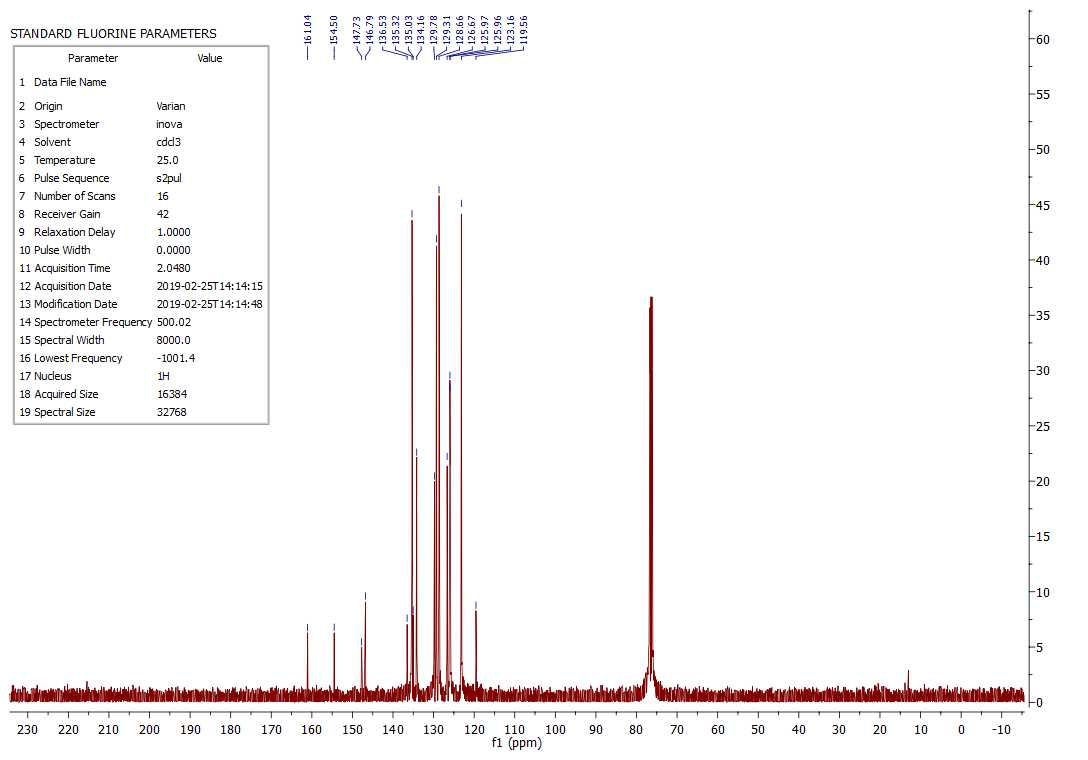 161.04
154.50
147.73
146.79
136.53
135.32
135.03
134.16
129.78
129.31
128.66
126.67
125.97
125.96
123.16
119.56
STANDARD FLUORINE PARAMETERS
Parameter Value
1 Data File Name
2 Origin Varian
3 Spectrometer inova
4 Solvent cdcl3
5 Temperature 25.0
6 Pulse Sequence s2pul
7 Number of Scans 16
8 Receiver Gain 42
9 Relaxation Delay 1.0000
10 Pulse Width 0.0000
11 Acquisition Time 2.0480
12 Acquisition Date 2019-02-25T14:14:15
13 Modification Date 2019-02-25T14:14:48
14 Spectrometer Frequency 500.02
15 Spectral Width 8000.0
16 Lowest Frequency -1001.4
17 Nucleus 1H
18 Acquired Size 16384
19 Spectral Size 32768
60
55
50
45
40
35
30
25
20
15
10
5
0
230 220 210 200 190 180 170 160 150 140 130 120 110 100 90 80 70 60 50 40 30 20 10 0 -10
f1 (ppm)